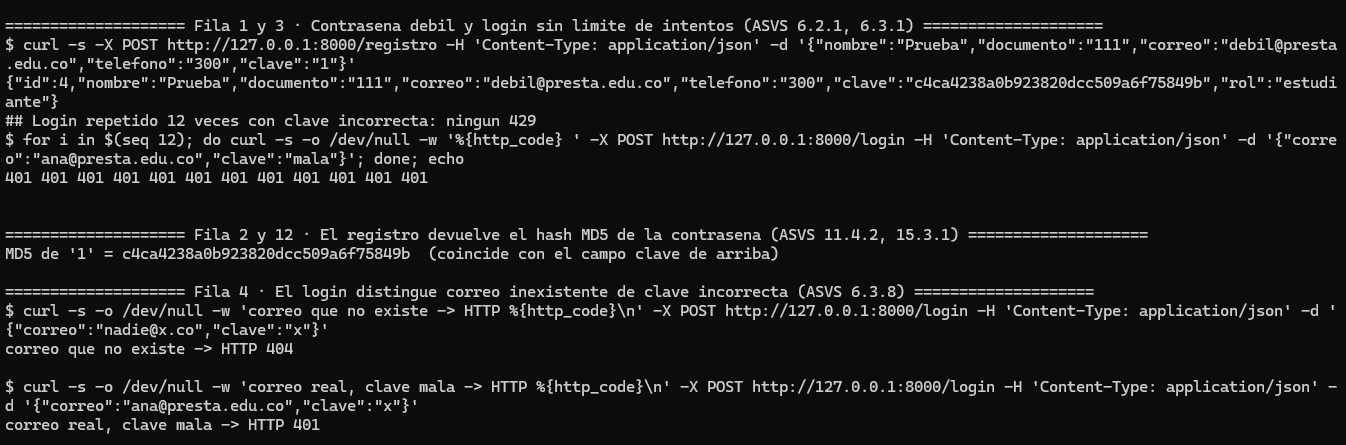 ==================== Fila 1 y 3 · Contrasena debil y login sin limite de intentos (ASVS 6.2.1, 6.3.1) ====================
$ curl -s -X POST http://127.0.0.1:8000/registro -H 'Content-Type: application/json' -d '{"nombre":"Prueba","documento":"111","correo":"debil@presta
.edu.co","telefono":"300","clave":"1"}'
{"id":4,"nombre":"Prueba","documento":"111","correo":"debil@presta.edu.co","telefono":"300","clave":"c4ca4238a0b923820dcc509a6f75849b","rol":"estudi
ante"}
## Login repetido 12 veces con clave incorrecta: ningun 429
$ for i in $(seq 12); do curl -s -o /dev/null -w '%{http_code} ' -X POST http://127.0.0.1:8000/login -H 'Content-Type: application/json' -d '{"corre
o":"ana@presta.edu.co","clave":"mala"}'; done; echo
401 401 401 401 401 401 401 401 401 401 401 401
==================== Fila 2 y 12 · El registro devuelve el hash MD5 de la contrasena (ASVS 11.4.2, 15.3.1) ====================
MD5 de '1' = c4ca4238a0b923820dcc509a6f75849b  (coincide con el campo clave de arriba)
==================== Fila 4 · El login distingue correo inexistente de clave incorrecta (ASVS 6.3.8) ====================
$ curl -s -o /dev/null -w 'correo que no existe -> HTTP %{http_code}\n' -X POST http://127.0.0.1:8000/login -H 'Content-Type: application/json' -d '
{"correo":"nadie@x.co","clave":"x"}'
correo que no existe -> HTTP 404
$ curl -s -o /dev/null -w 'correo real, clave mala -> HTTP %{http_code}\n' -X POST http://127.0.0.1:8000/login -H 'Content-Type: application/json' -
d '{"correo":"ana@presta.edu.co","clave":"x"}'
correo real, clave mala -> HTTP 401